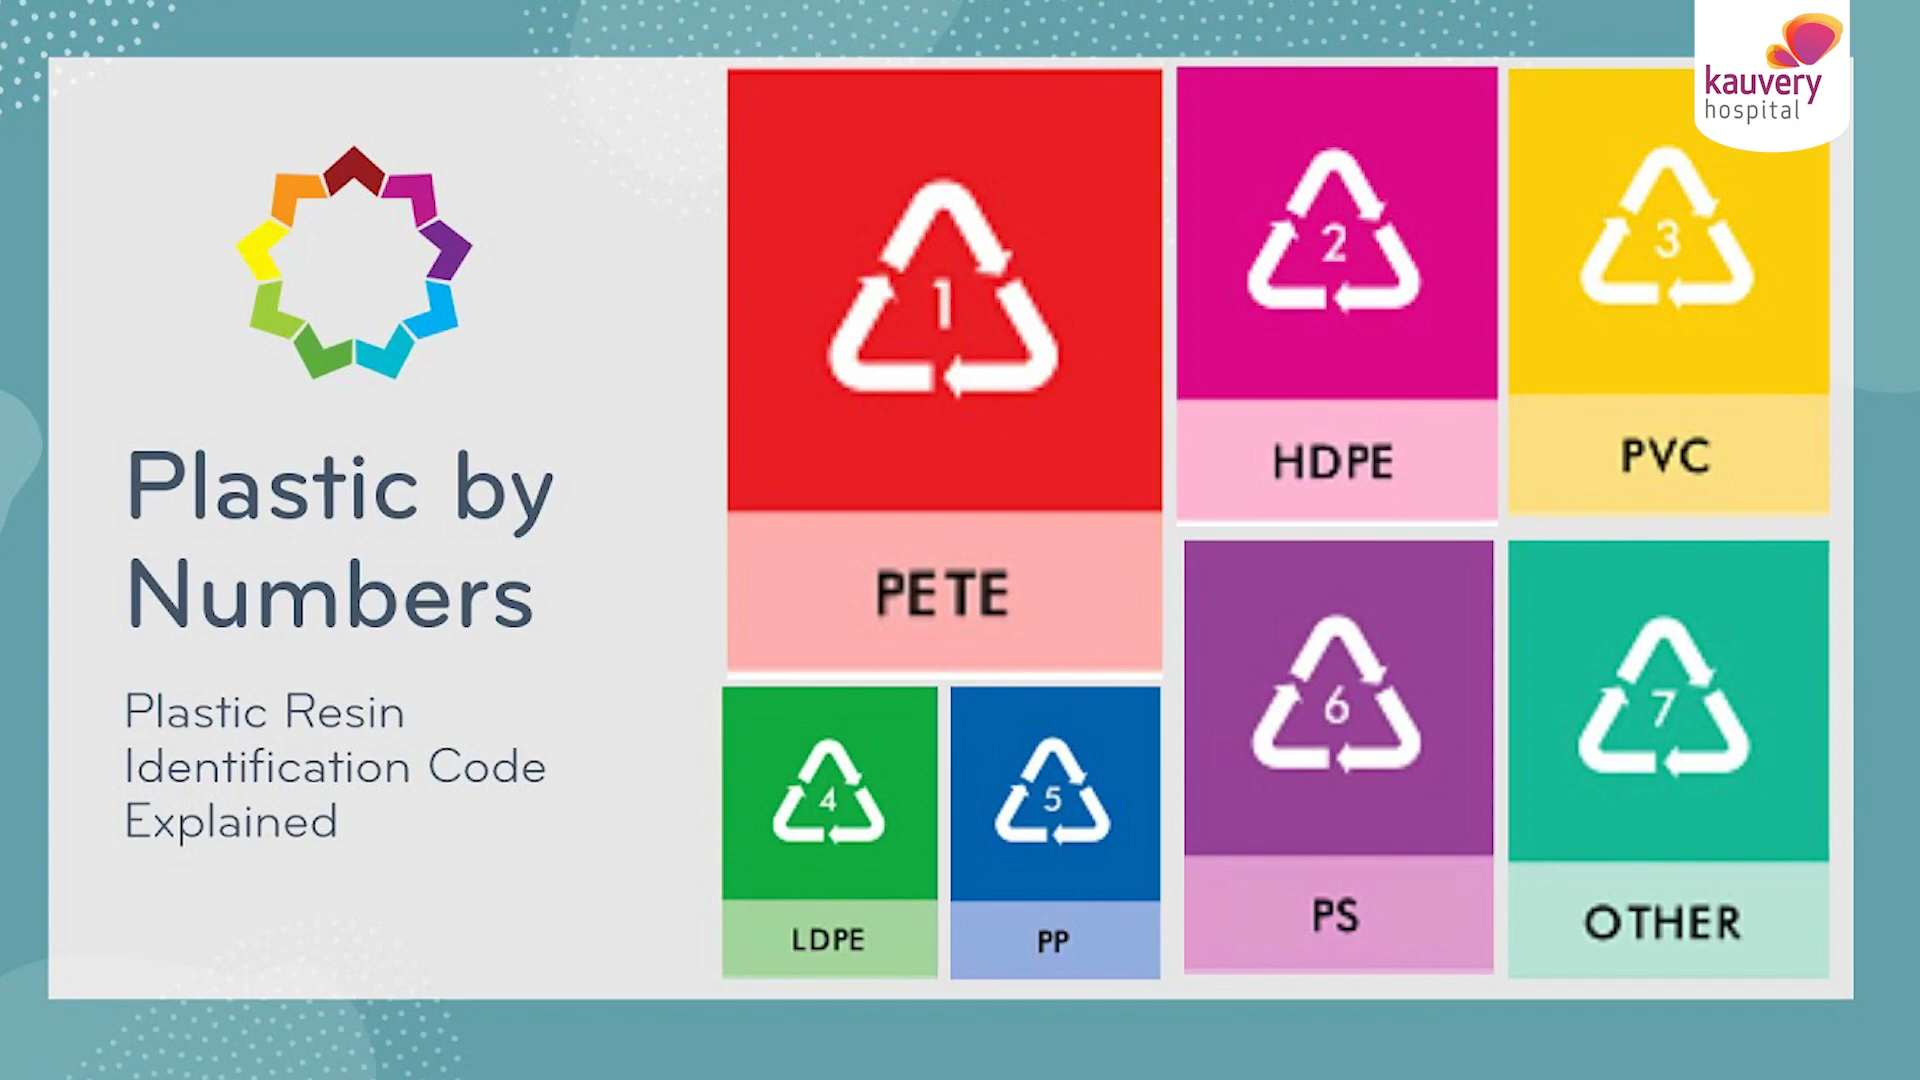 kauvery
hospital
Plastic by
Numbers
Plastic Resin
Identification Code
Explained
1
PETE
2
HDPE
3
PVC
4
LDPE
5
PP
6
PS
7
OTHER